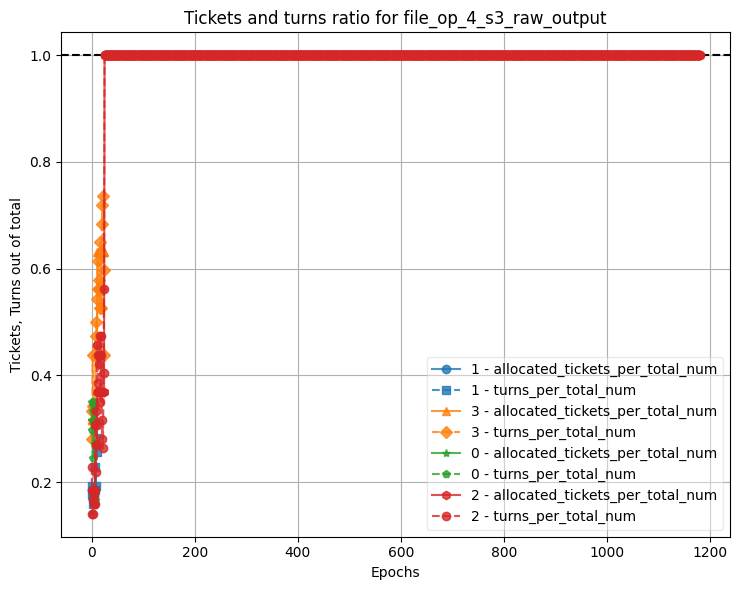 Tickets and turns ratio for file_op_4_s3_raw_output
Tickets, Turns out of total
1.0
0.8
0.6
0.4
0.2
0
200
400
600
800
1000
1200
Epochs
1 - allocated_tickets_per_total_num
1 - turns_per_total_num
3 - allocated_tickets_per_total_num
3 - turns_per_total_num
0 - allocated_tickets_per_total_num
0 - turns_per_total_num
2 - allocated_tickets_per_total_num
2 - turns_per_total_num